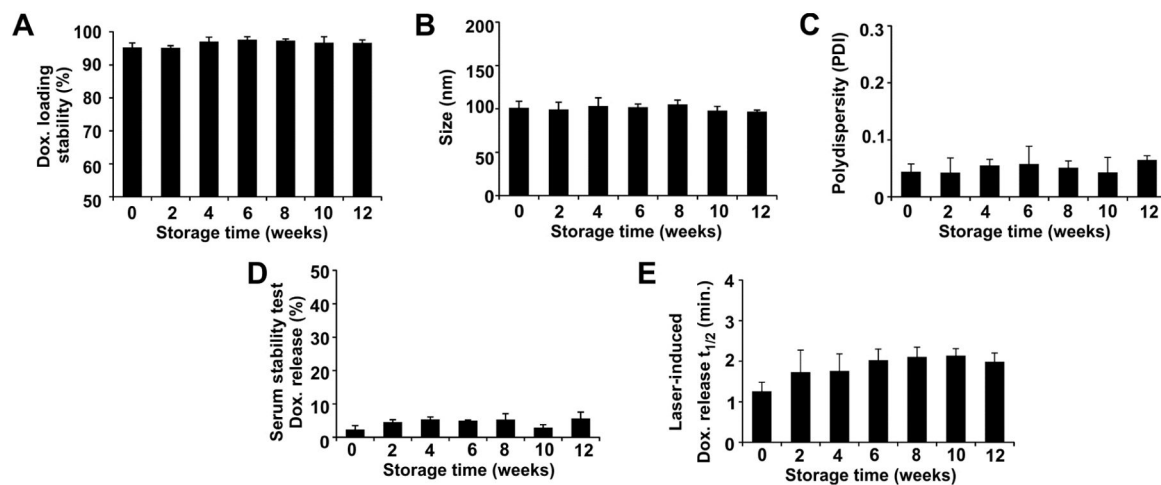 A
Dox. loading
stability (%)
100
90
80
70
60
50
0 2 4 6 8 10 12
Storage time (weeks)
B
Size (nm)
200
150
100
50
0
0 2 4 6 8 10 12
Storage time (weeks)
C
Polydispersity (PDI)
0.3
0.2
0.1
0
0 2 4 6 8 10 12
Storage time (weeks)
D
Serum stability test
Dox. release (%)
50
40
30
20
10
0
0 2 4 6 8 10 12
Storage time (weeks)
E
Laser-induced
Dox. release t1/2 (min.)
4
3
2
1
0
0 2 4 6 8 10 12
Storage time (weeks)